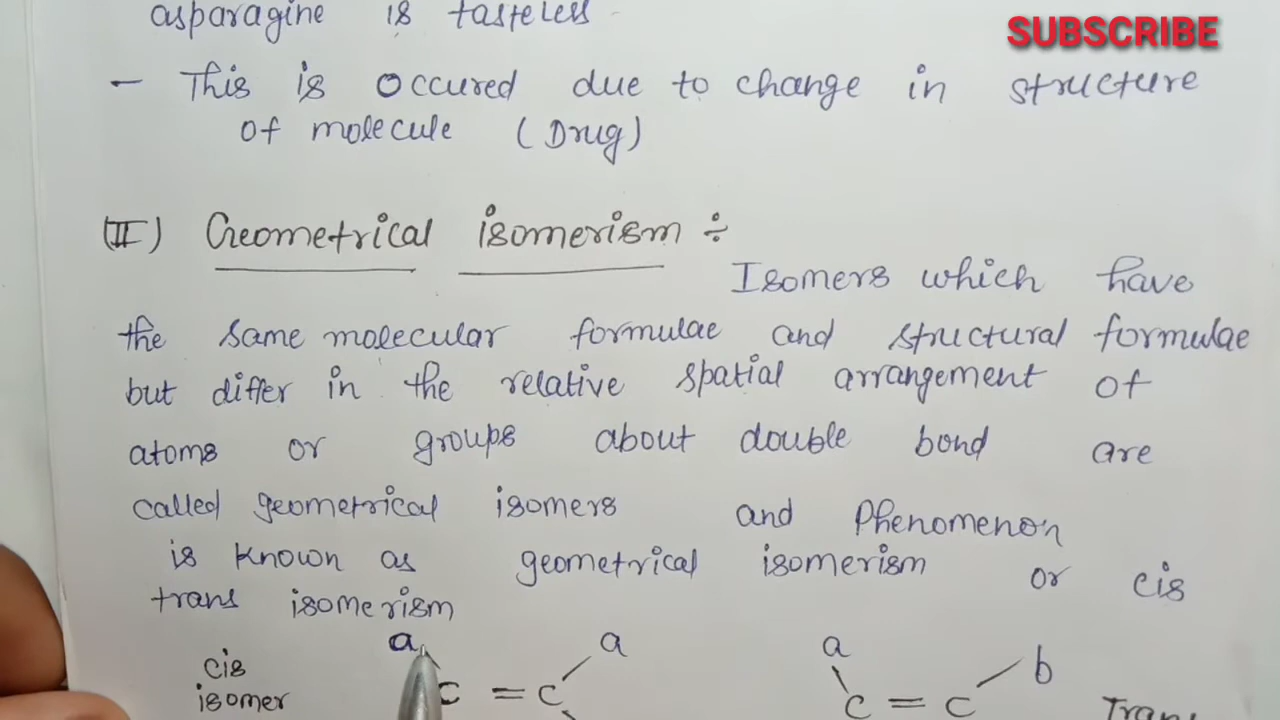 asparagine is tasteless
SUBSCRIBE
- This is Occured due to change in structure
of molecule (Drug)
(II) Geometrical isomerism ÷
Isomers which have
the same molecular formulae and structural formulae
but differ in the relative spatial arrangement of
atoms or groups about double bond are
called geometrical isomers and Phenomenon
is known as geometrical isomerism or cis
trans isomerism
a a a b
cis
isomer
C = C C = C Trans